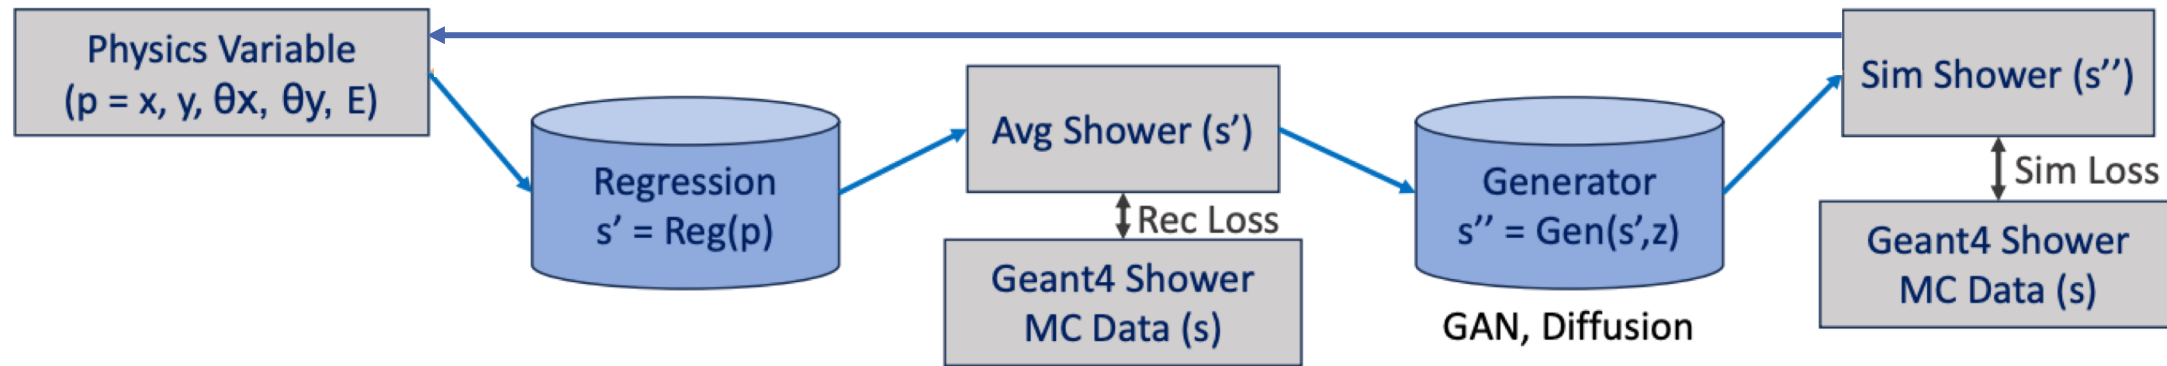 Physics Variable
(p = x, y, θx, θy, E)
Regression
s’ = Reg(p)
Avg Shower (s’)
Rec Loss
Geant4 Shower
MC Data (s)
Generator
s’’ = Gen(s’,z)
GAN, Diffusion
Sim Shower (s’’)
Sim Loss
Geant4 Shower
MC Data (s)